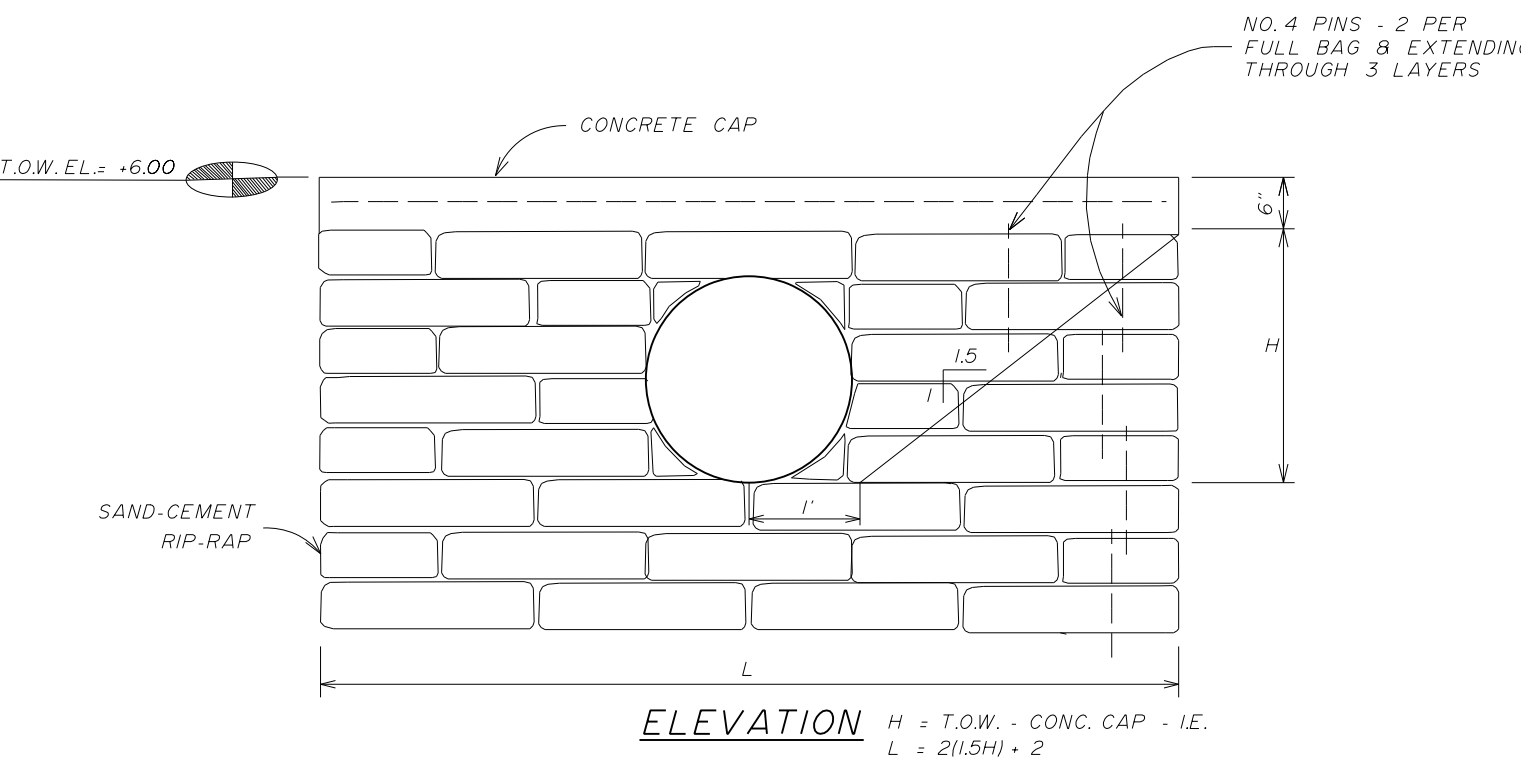 NO. 4 PINS - 2 PER
FULL BAG & EXTENDING
THROUGH 3 LAYERS
CONCRETE CAP
T.O.W. EL.= +6.00
6"
H
1.5
1
1'
SAND-CEMENT
RIP-RAP
L
ELEVATION
H = T.O.W. - CONC. CAP - I.E.
L = 2(1.5H) + 2